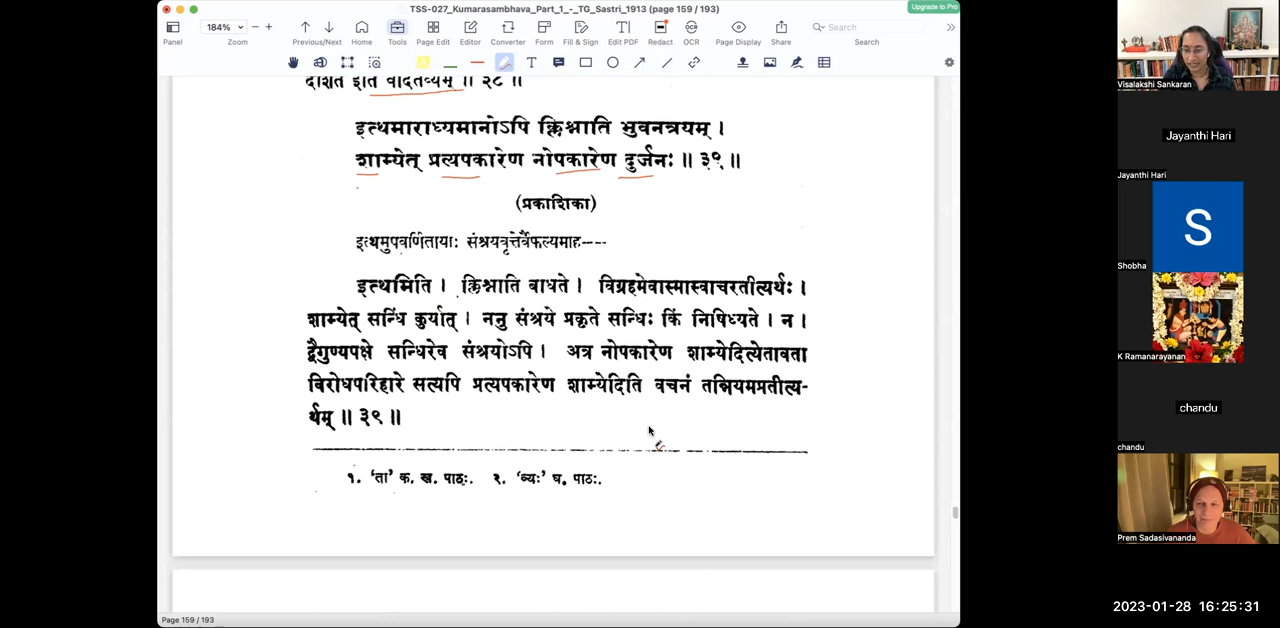 TSS-027_Kumarasambhava_Part_1_-_TG_Sastri_1913 (page 159 / 193)
Upgrade to Pro
184%
Search
Panel Zoom Previous/Next Home Tools Page Edit Editor Converter Form Fill & Sign Edit PDF Redact OCR Page Display Share Search
दर्शित इति वदितव्यम् ॥ ३८ ॥
इत्थमाराध्यमानोऽपि क्लिश्नाति भुवनत्रयम् ।
शाम्येत् प्रत्यपकारेण नोपकारेण दुर्जनः ॥ ३९ ॥
(प्रकाशिका)
इत्थमुपवर्णितायाः संश्रयवृत्तेर्वैफल्यमाह----
इत्थमिति । क्लिश्नाति बाधते । विग्रहमेवास्मास्वाचरतीत्यर्थः ।
शाम्येत् सन्धिं कुर्यात् । ननु संश्रये प्रकृते सन्धिः किं निषिध्यते । न ।
द्वैगुण्यपक्षे सन्धिरेव संश्रयोऽपि । अत्र नोपकारेण शाम्येदित्येतावता
विरोधपरिहारे सत्यपि प्रत्यपकारेण शाम्येदिति वचनं तन्नियमप्रतीत्य-
र्थम् ॥ ३९ ॥
१. 'ता' क. ख. पाठः. २. 'व्यः' घ. पाठः.
Page 159 / 193
Visalakshi Sankaran
Jayanthi Hari
Jayanthi Hari
S
Shobha
K Ramanarayanan
chandu
chandu
Prem Sadasivananda
2023-01-28 16:25:31